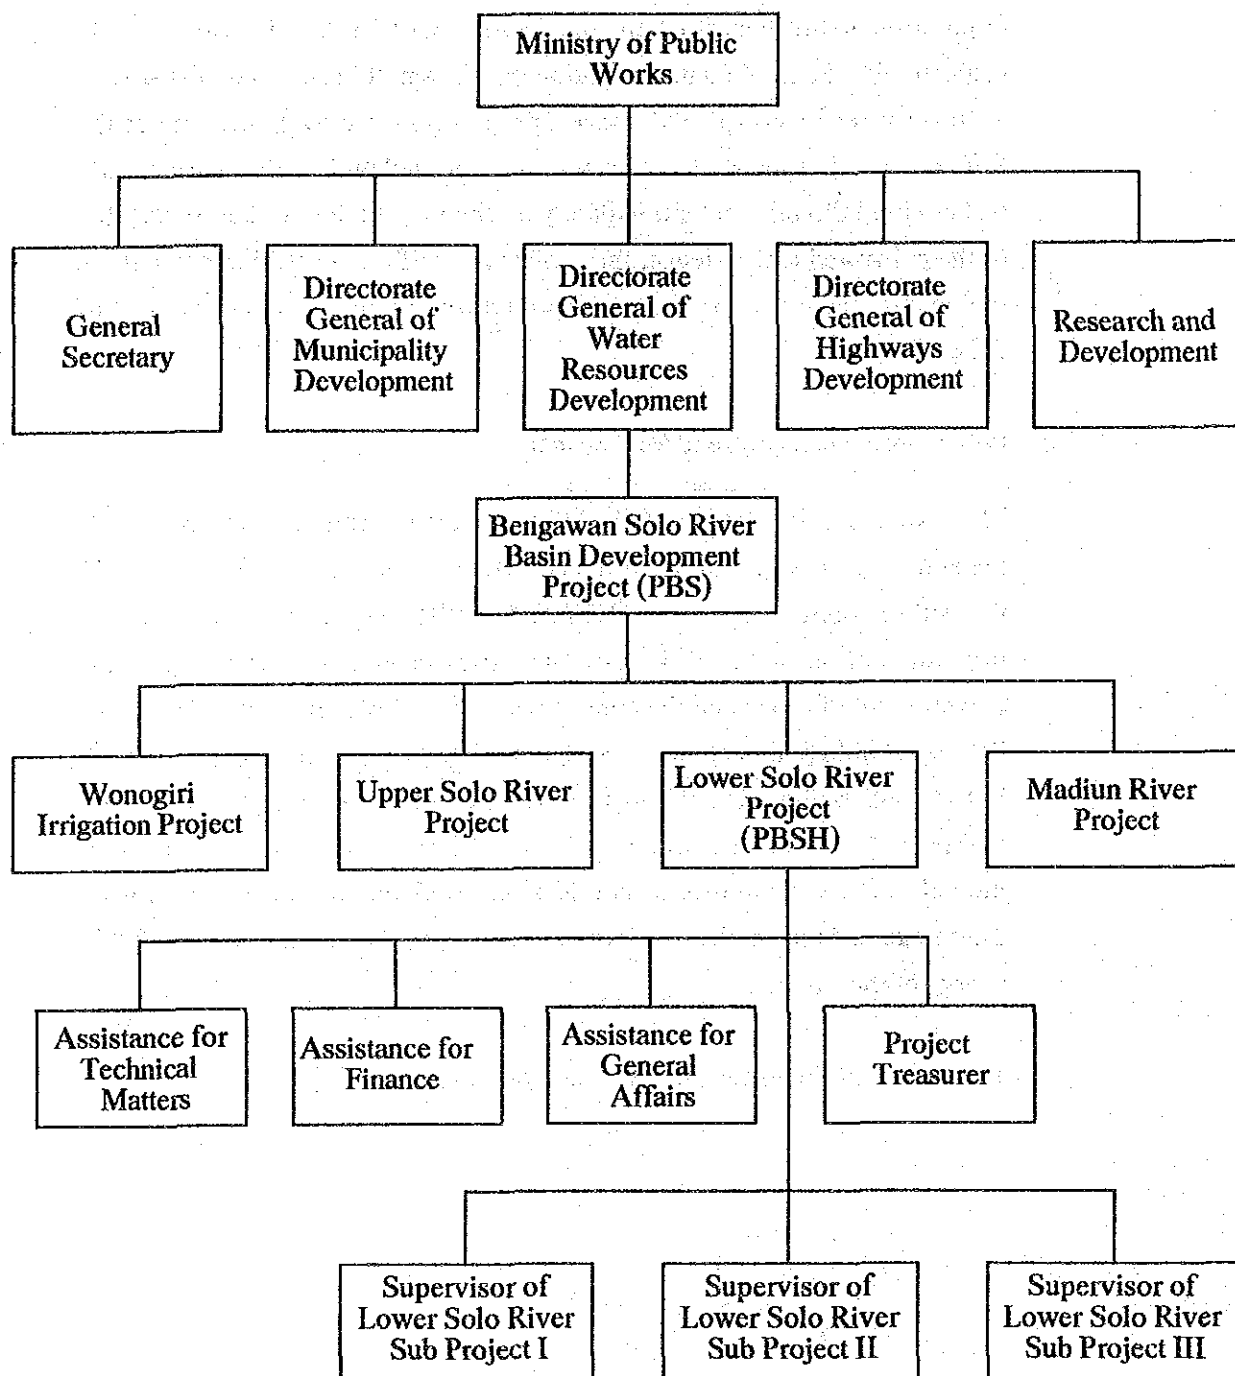 Ministry of Public
Works
General
Secretary
Directorate
General of
Municipality
Development
Directorate
General of
Water
Resources
Development
Directorate
General of
Highways
Development
Research and
Development
Bengawan Solo River
Basin Development
Project (PBS)
Wonogiri
Irrigation Project
Upper Solo River
Project
Lower Solo River
Project
(PBSH)
Madiun River
Project
Assistance for
Technical
Matters
Assistance for
Finance
Assistance for
General
Affairs
Project
Treasurer
Supervisor of
Lower Solo River
Sub Project I
Supervisor of
Lower Solo River
Sub Project II
Supervisor of
Lower Solo River
Sub Project III